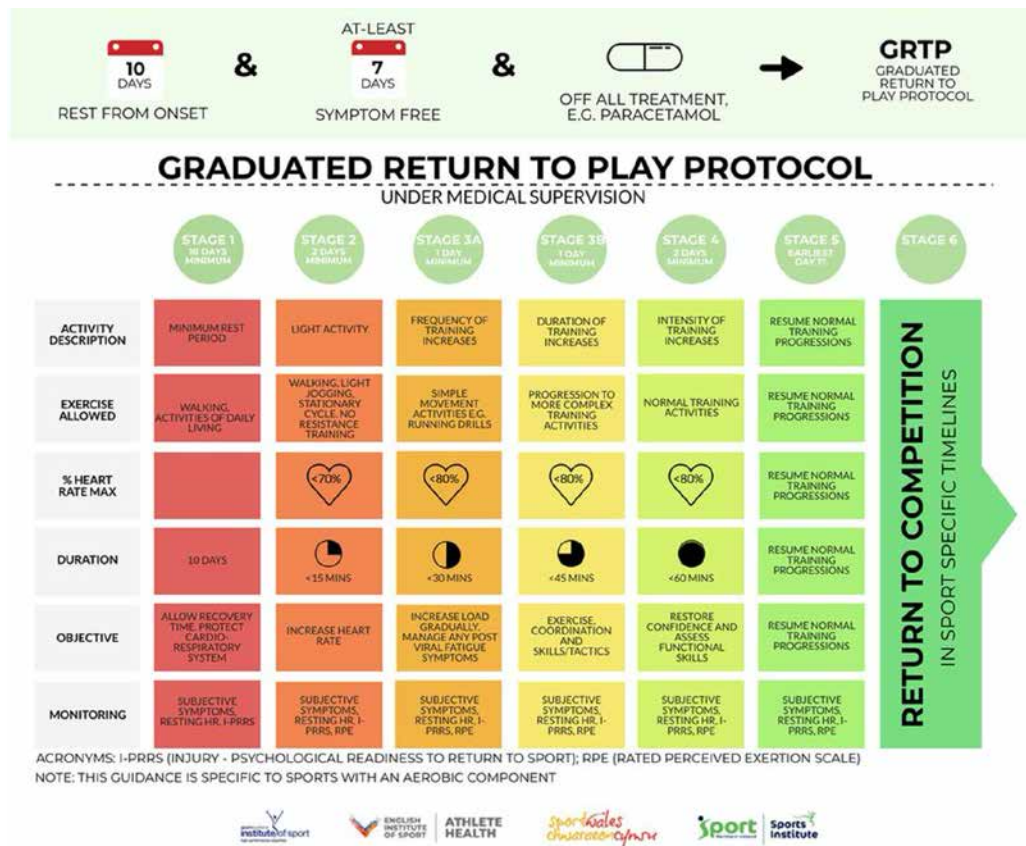 AT-LEAST
10
DAYS
&
7
DAYS
&
REST FROM ONSET
SYMPTOM FREE
OFF ALL TREATMENT,
E.G. PARACETAMOL
GRTP
GRADUATED
RETURN TO
PLAY PROTOCOL
GRADUATED RETURN TO PLAY PROTOCOL
UNDER MEDICAL SUPERVISION
STAGE 1
10 DAYS
MINIMUM
STAGE 2
2 DAYS
MINIMUM
STAGE 3A
1 DAY
MINIMUM
STAGE 3B
1 DAY
MINIMUM
STAGE 4
2 DAYS
MINIMUM
STAGE 5
EARLIEST
STAGE 6
ACTIVITY
DESCRIPTION
MINIMUM REST
PERIOD
LIGHT ACTIVITY
FREQUENCY OF
TRAINING
INCREASES
DURATION OF
TRAINING
INCREASES
INTENSITY OF
TRAINING
INCREASES
RESUME NORMAL
TRAINING
PROGRESSIONS
EXERCISE
ALLOWED
WALKING,
ACTIVITIES OF DAILY
LIVING
WALKING, LIGHT
JOGGING,
STATIONARY
CYCLE, NO
RESISTANCE
TRAINING
SIMPLE
MOVEMENT
ACTIVITIES E.G.
RUNNING DRILLS
PROGRESSION TO
MORE COMPLEX
TRAINING
ACTIVITIES
NORMAL TRAINING
ACTIVITIES
RESUME NORMAL
TRAINING
PROGRESSIONS
% HEART
RATE MAX
<70%
<80%
<80%
<80%
RESUME NORMAL
TRAINING
PROGRESSIONS
DURATION
10 DAYS
<15 MINS
<30 MINS
<45 MINS
<60 MINS
RESUME NORMAL
TRAINING
PROGRESSIONS
OBJECTIVE
ALLOW RECOVERY
TIME, PROTECT
CARDIO-
RESPIRATORY
SYSTEM
INCREASE HEART
RATE
INCREASE LOAD
GRADUALLY,
MANAGE ANY POST
VIRAL FATIGUE
SYMPTOMS
EXERCISE,
COORDINATION
AND
SKILLS/TACTICS
RESTORE
CONFIDENCE AND
ASSESS
FUNCTIONAL
SKILLS
RESUME NORMAL
TRAINING
PROGRESSIONS
MONITORING
SUBJECTIVE
SYMPTOMS,
RESTING HR, I-PRRS
SUBJECTIVE
SYMPTOMS,
RESTING HR, I-
PRRS, RPE
SUBJECTIVE
SYMPTOMS,
RESTING HR, I-
PRRS, RPE
SUBJECTIVE
SYMPTOMS,
RESTING HR, I-
PRRS, RPE
SUBJECTIVE
SYMPTOMS,
RESTING HR, I-
PRRS, RPE
SUBJECTIVE
SYMPTOMS,
RESTING HR, I-
PRRS, RPE
RETURN TO COMPETITION
IN SPORT SPECIFIC TIMELINES
ACRONYMS: I-PRRS (INJURY - PSYCHOLOGICAL READINESS TO RETURN TO SPORT); RPE (RATED PERCEIVED EXERTION SCALE)
NOTE: THIS GUIDANCE IS SPECIFIC TO SPORTS WITH AN AEROBIC COMPONENT
institute of sport
ENGLISH
INSTITUTE
OF SPORT
ATHLETE
HEALTH
sportwales
chwaraeoncymru
Sport
Sports
Institute